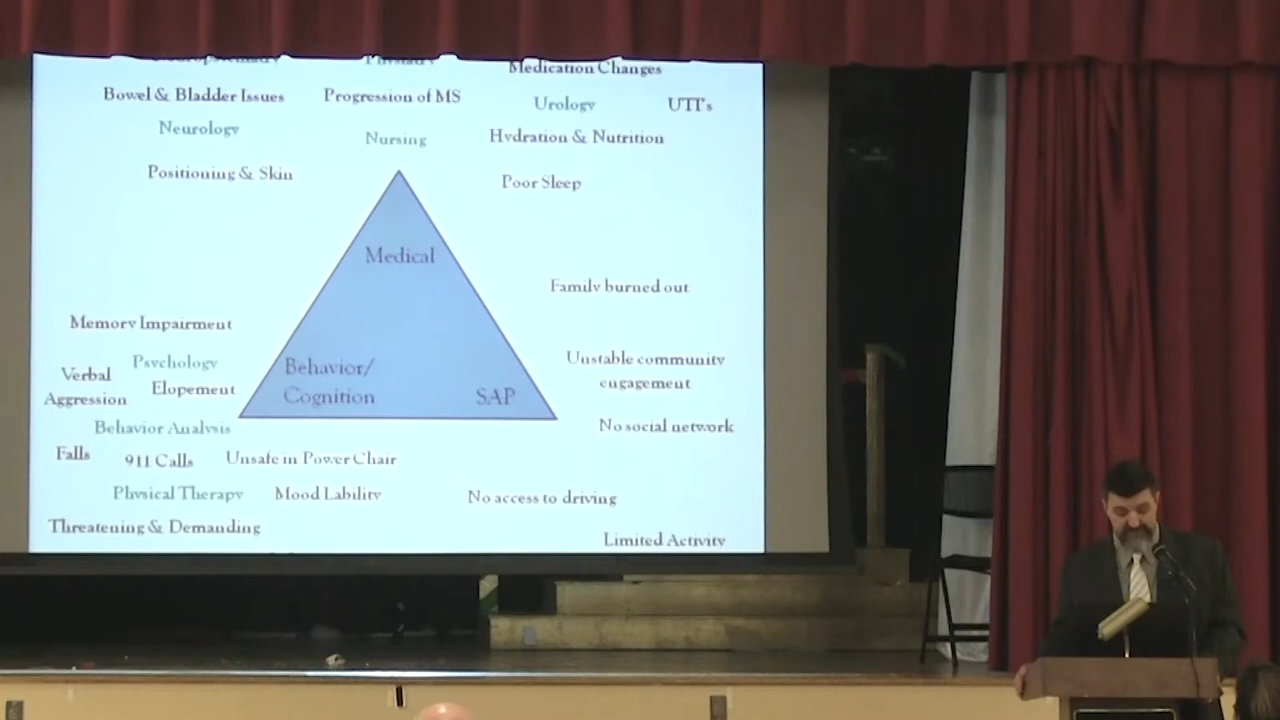 Medication Changes
Bowel & Bladder Issues
Progression of MS
Urology
UTI's
Neurology
Nursing
Hydration & Nutrition
Positioning & Skin
Poor Sleep
Medical
Family burned out
Memory Impairment
Psychology
Verbal
Aggression
Elopement
Behavior/
Cognition
SAP
Unstable community
engagement
Behavior Analysis
No social network
Falls
911 Calls
Unsafe in Power Chair
Physical Therapy
Mood Lability
No access to driving
Threatening & Demanding
Limited Activity